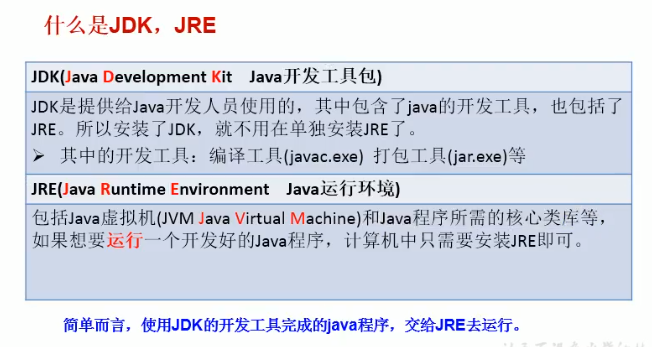 什么是JDK，JRE
JDK(Java Development Kit Java开发工具包)
JDK是提供给Java开发人员使用的，其中包含了java的开发工具，也包括了
JRE。所以安装了JDK，就不用在单独安装JRE了。
➢ 其中的开发工具：编译工具(javac.exe) 打包工具(jar.exe)等
JRE(Java Runtime Environment Java运行环境)
包括Java虚拟机(JVM Java Virtual Machine)和Java程序所需的核心类库等，
如果想要运行一个开发好的Java程序，计算机中只需要安装JRE即可。
简单而言，使用JDK的开发工具完成的java程序，交给JRE去运行。